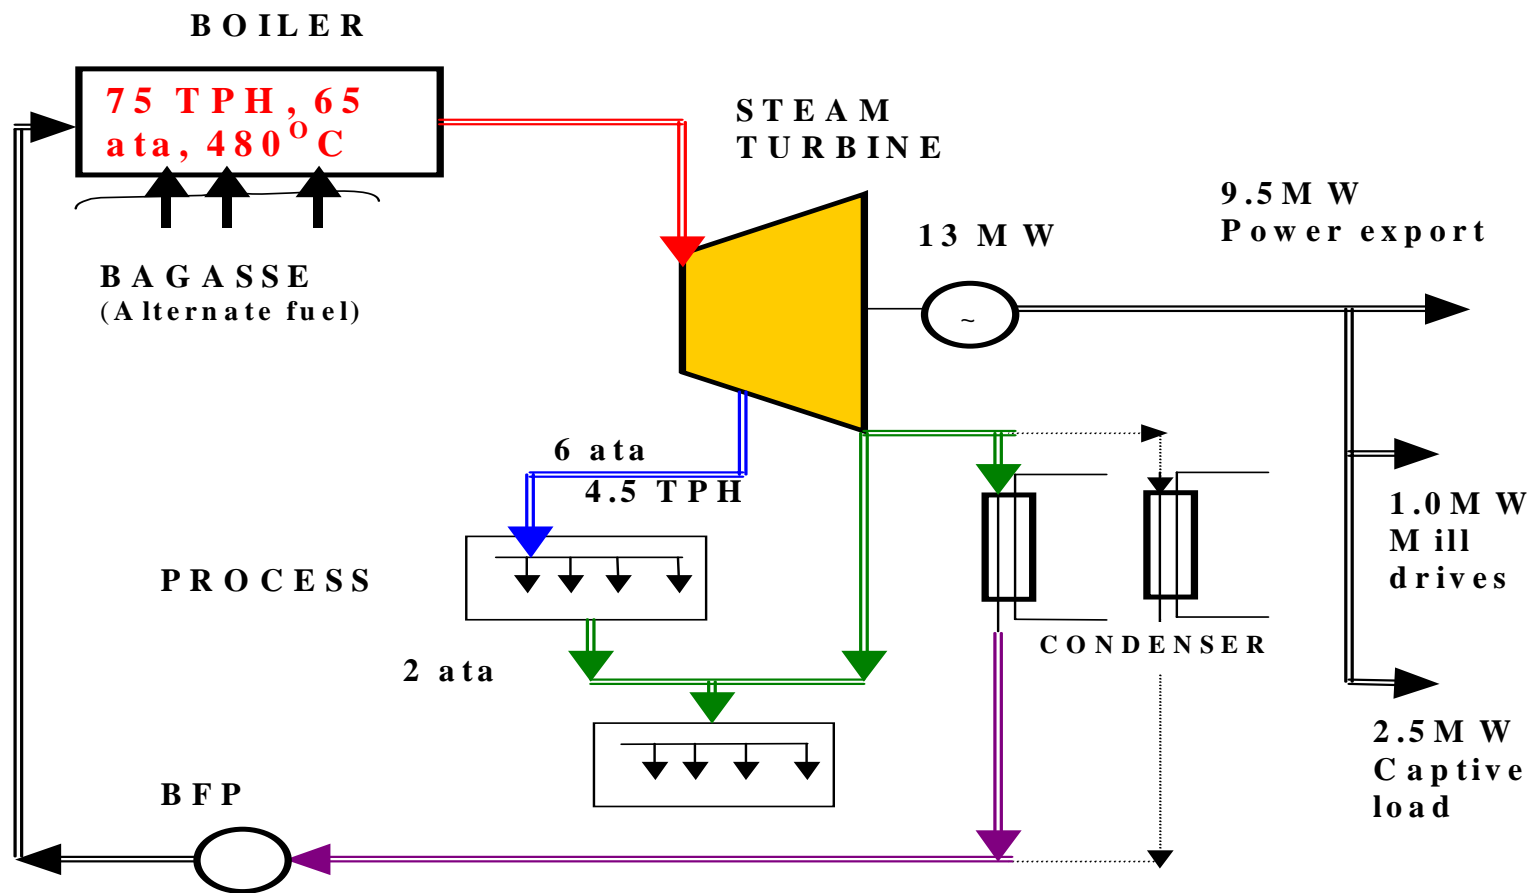 BOILER
75 TPH, 65
ata, 480°C
STEAM
TURBINE
BAGASSE
(Alternate fuel)
13 MW
9.5MW
Power export
~
6 ata
4.5 TPH
1.0MW
Mill
drives
PROCESS
CONDENSER
2 ata
2.5MW
Captive
load
BFP